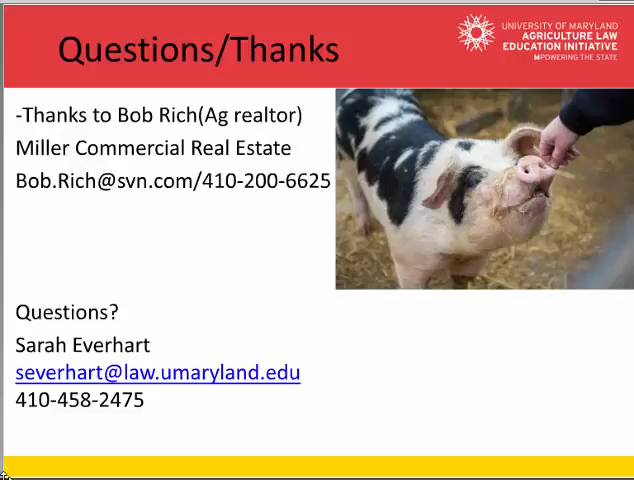 Questions/Thanks
UNIVERSITY OF MARYLAND
AGRICULTURE LAW
EDUCATION INITIATIVE
MPOWERING THE STATE
-Thanks to Bob Rich(Ag realtor)
Miller Commercial Real Estate
Bob.Rich@svn.com/410-200-6625
Questions?
Sarah Everhart
severhart@law.umaryland.edu
410-458-2475